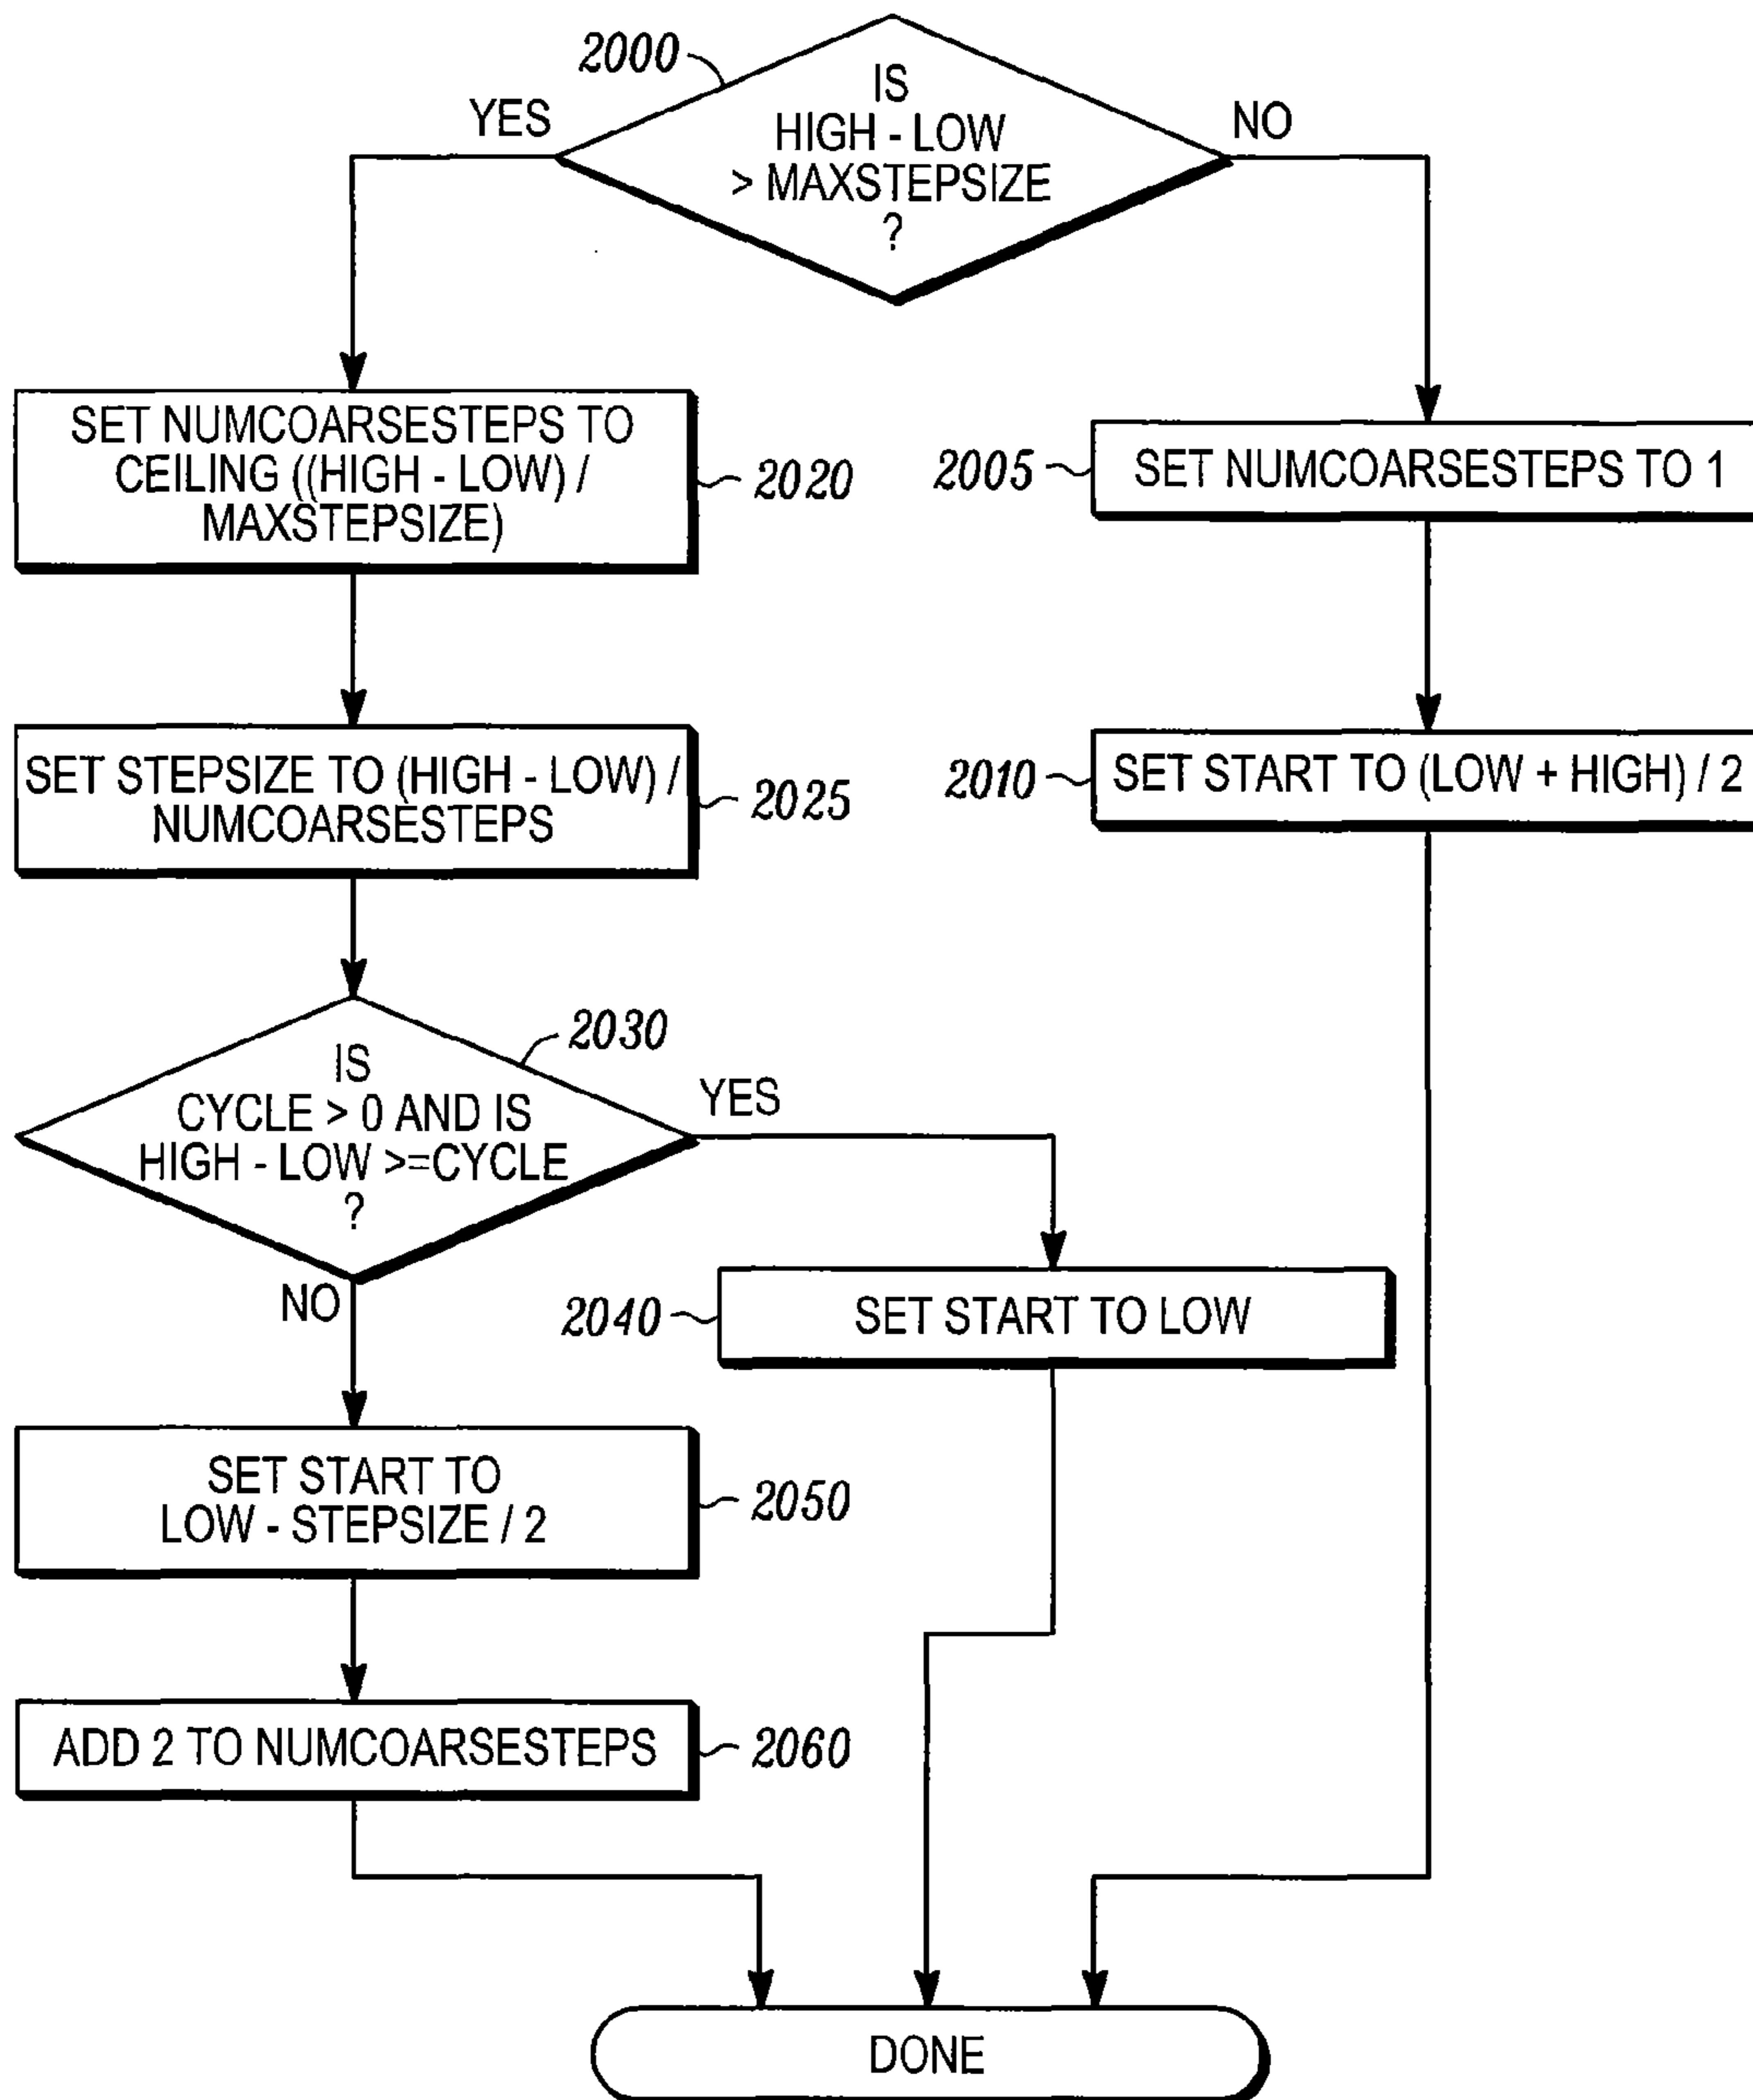 2000
IS
HIGH - LOW
> MAXSTEPSIZE
?
YES
NO
SET NUMCOARSESTEPS TO
CEILING ((HIGH - LOW) /
MAXSTEPSIZE)
2020
2005
SET NUMCOARSESTEPS TO 1
SET STEPSIZE TO (HIGH - LOW) /
NUMCOARSESTEPS
2025
2010
SET START TO (LOW + HIGH) / 2
2030
IS
CYCLE > 0 AND IS
HIGH - LOW >=CYCLE
?
YES
NO
2040
SET START TO LOW
SET START TO
LOW - STEPSIZE / 2
2050
ADD 2 TO NUMCOARSESTEPS
2060
DONE